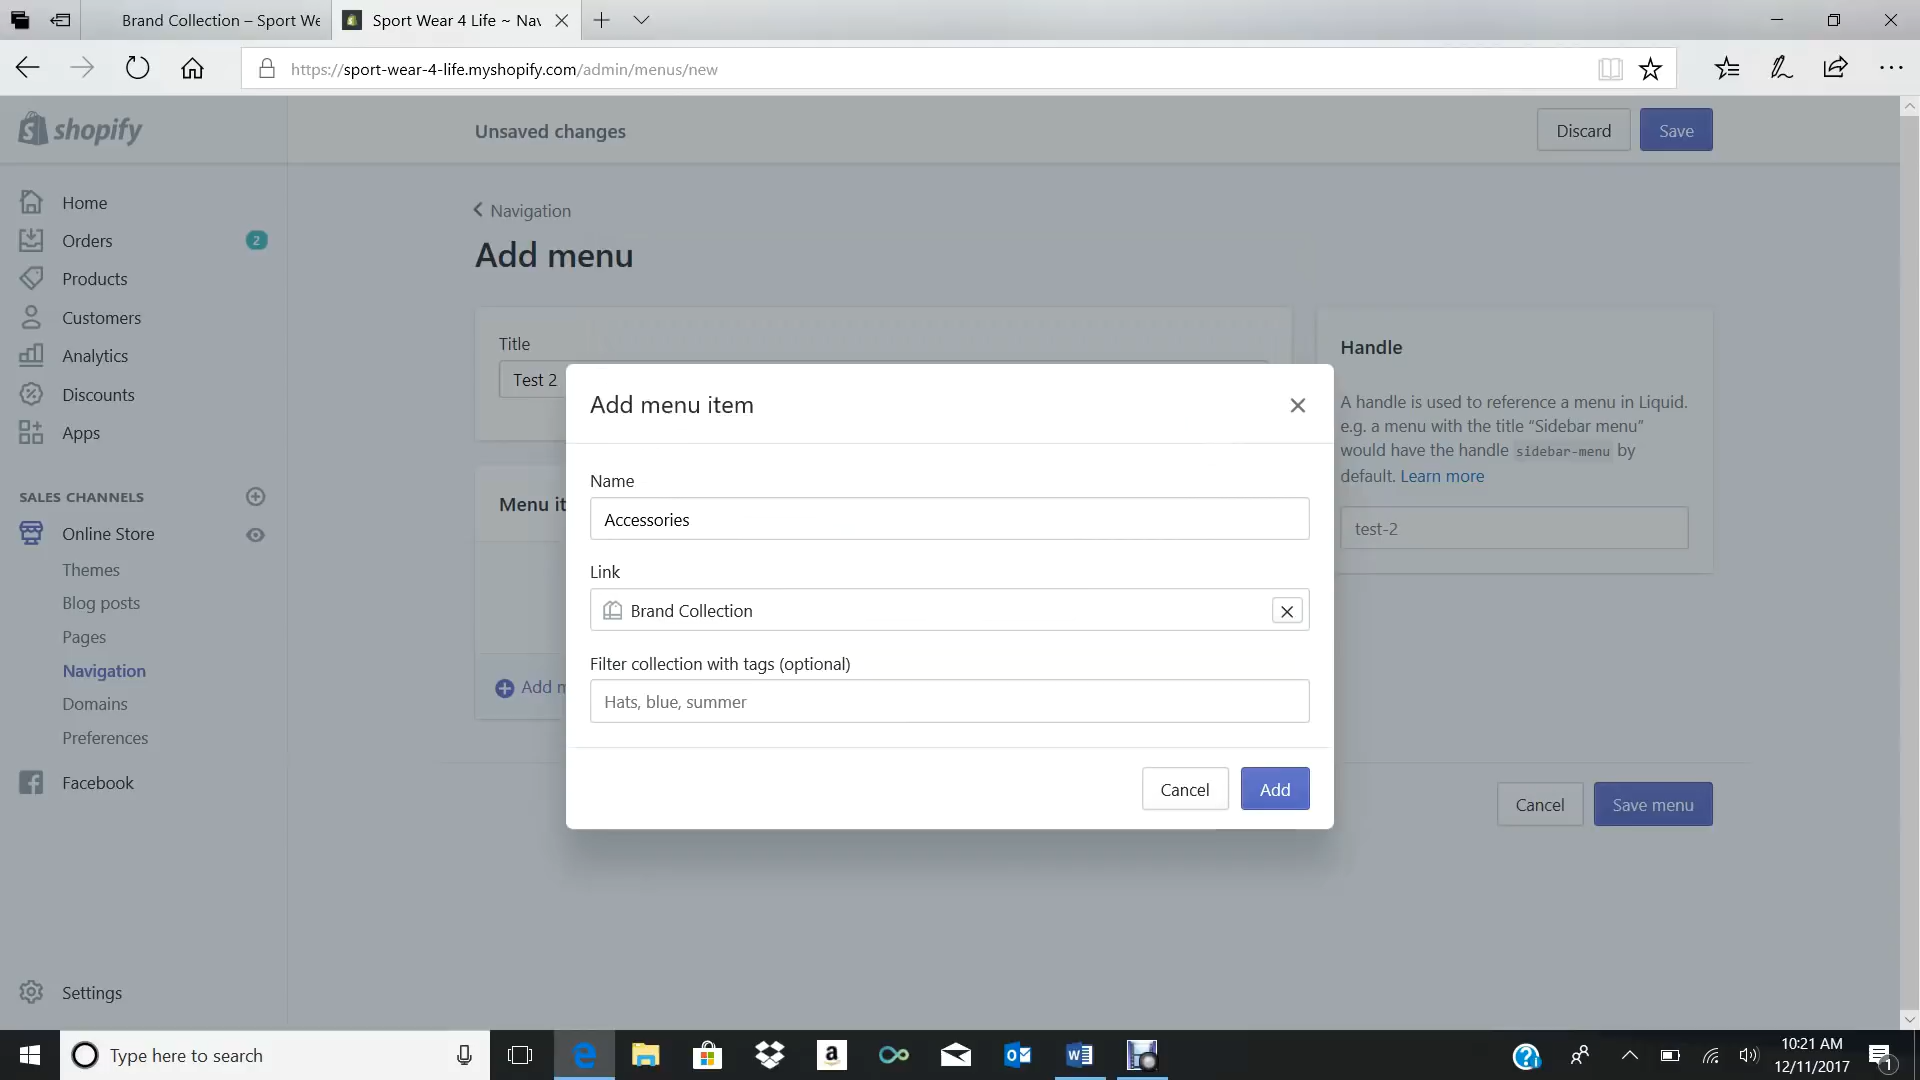 Brand Collection – Sport We
Sport Wear 4 Life ~ Nav
https://sport-wear-4-life.myshopify.com/admin/menus/new
shopify
Unsaved changes
Discard
Save
Home
Orders
2
Products
Customers
Analytics
Discounts
Apps
SALES CHANNELS
Online Store
Themes
Blog posts
Pages
Navigation
Domains
Preferences
Facebook
Settings
Navigation
Add menu
Title
Test 2
Menu it
Add m
Handle
A handle is used to reference a menu in Liquid.
e.g. a menu with the title “Sidebar menu”
would have the handle sidebar-menu by
default. Learn more
test-2
Add menu item
Name
Accessories
Link
Brand Collection
Filter collection with tags (optional)
Hats, blue, summer
Cancel
Add
Cancel
Save menu
Type here to search
10:21 AM
12/11/2017
1